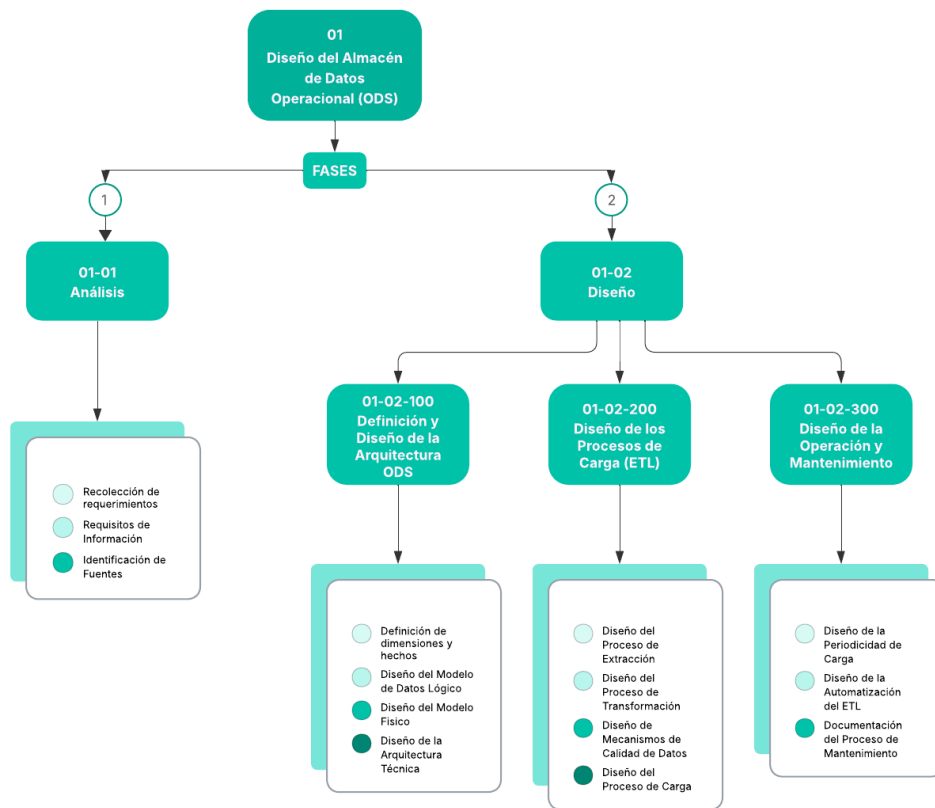 01
Diseño del Almacén
de Datos
Operacional (ODS)
FASES
1
2
01-01
Análisis
01-02
Diseño
01-02-100
Definición y
Diseño de la
Arquitectura
ODS
01-02-200
Diseño de los
Procesos de
Carga (ETL)
01-02-300
Diseño de la
Operación y
Mantenimiento
Recolección de
requerimientos
Requisitos de
Información
Identificación de
Fuentes
Definición de
dimensiones y
hechos
Diseño del Modelo
de Datos Lógico
Diseño del Modelo
Fisico
Diseño de la
Arquitectura
Técnica
Diseño del
Proceso de
Extracción
Diseño del
Proceso de
Transformación
Diseño de
Mecanismos de
Calidad de Datos
Diseño del
Proceso de Carga
Diseño de la
Periodicidad de
Carga
Diseño de la
Automatización
del ETL
Documentación
del Proceso de
Mantenimiento